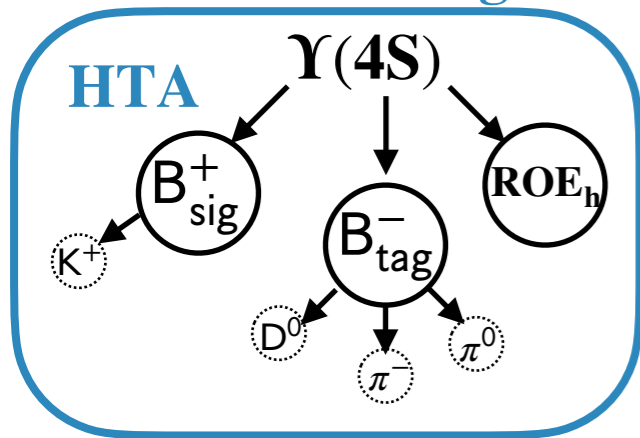 g
ϒ(4S)
HTA
B⁺sig
ROEₕ
K⁺
B⁻tag
D⁰
π⁻
π⁰